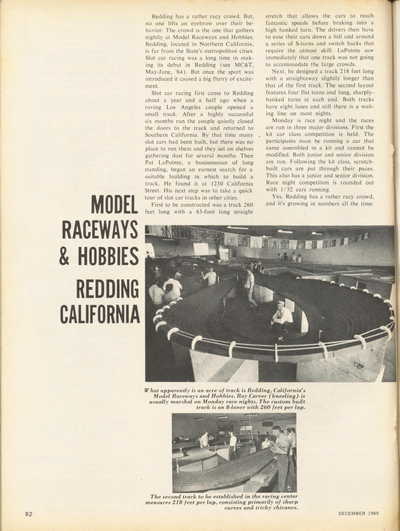 Redding has a rather racy crowd. But,
no one lifts an eyebrow over their be-
havior. The crowd is the one that gathers
nightly at Model Raceways and Hobbies.
Redding, located in Northern California,
is far from the State's metropolitan cities.
Slot car racing was a long time in mak-
ing its debut in Redding (see MC&T,
May-June, '64). But once the sport was
introduced it caused a big flurry of excite-
ment.
Slot car racing first came to Redding
about a year and a half ago when a
roving Los Angeles couple opened a
small track. After a highly successful
six months run the couple quietly closed
the doors to the track and returned to
Southern California. By that time many
slot cars had been built, but there was no
place to run them and they sat on shelves
gathering dust for several months. Then
Pat LaPointe, a businessman of long
standing, began an earnest search for a
suitable building in which to build a
track. He found it at 1230 California
Street. His next step was to take a quick
tour of slot car tracks in other cities.
First to be constructed was a track 260
feet long with a 63-foot long straight
stretch that allows the cars to reach
fantastic speeds before braking into a
high banked turn. The drivers then have
to ease their cars down a hill and around
a series of S-turns and switch backs that
require the utmost skill. LaPointe saw
immediately that one track was not going
to accommodate the large crowds.
Next, he designed a track 218 feet long
with a straightaway slightly longer than
that of the first track. The second layout
features four flat turns and long, sharply-
banked turns at each end. Both tracks
have eight lanes and still there is a wait-
ing line on most nights.
Monday is race night and the races
are run in three major divisions. First the
kit car class competition is held. The
participants must be running a car that
came assembled in a kit and cannot be
modified. Both junior and senior division
are run. Following the kit class, scratch-
built cars are put through their paces.
This also has a junior and senior division.
Race night competition is rounded out
with 1/32 cars running.
Yes, Redding has a rather racy crowd,
and it's growing in numbers all the time.
MODEL
RACEWAYS
& HOBBIES
REDDING
CALIFORNIA
What apparently is an acre of track is Redding, California's
Model Raceways and Hobbies. Ray Carver (kneeling) is
usually marshal on Monday race nights. The custom built
track is an 8-laner with 260 feet per lap.
The second track to be established in the racing center
measures 218 feet per lap, consisting primarily of sharp
curves and tricky chicanes.
82
DECEMBER 1965